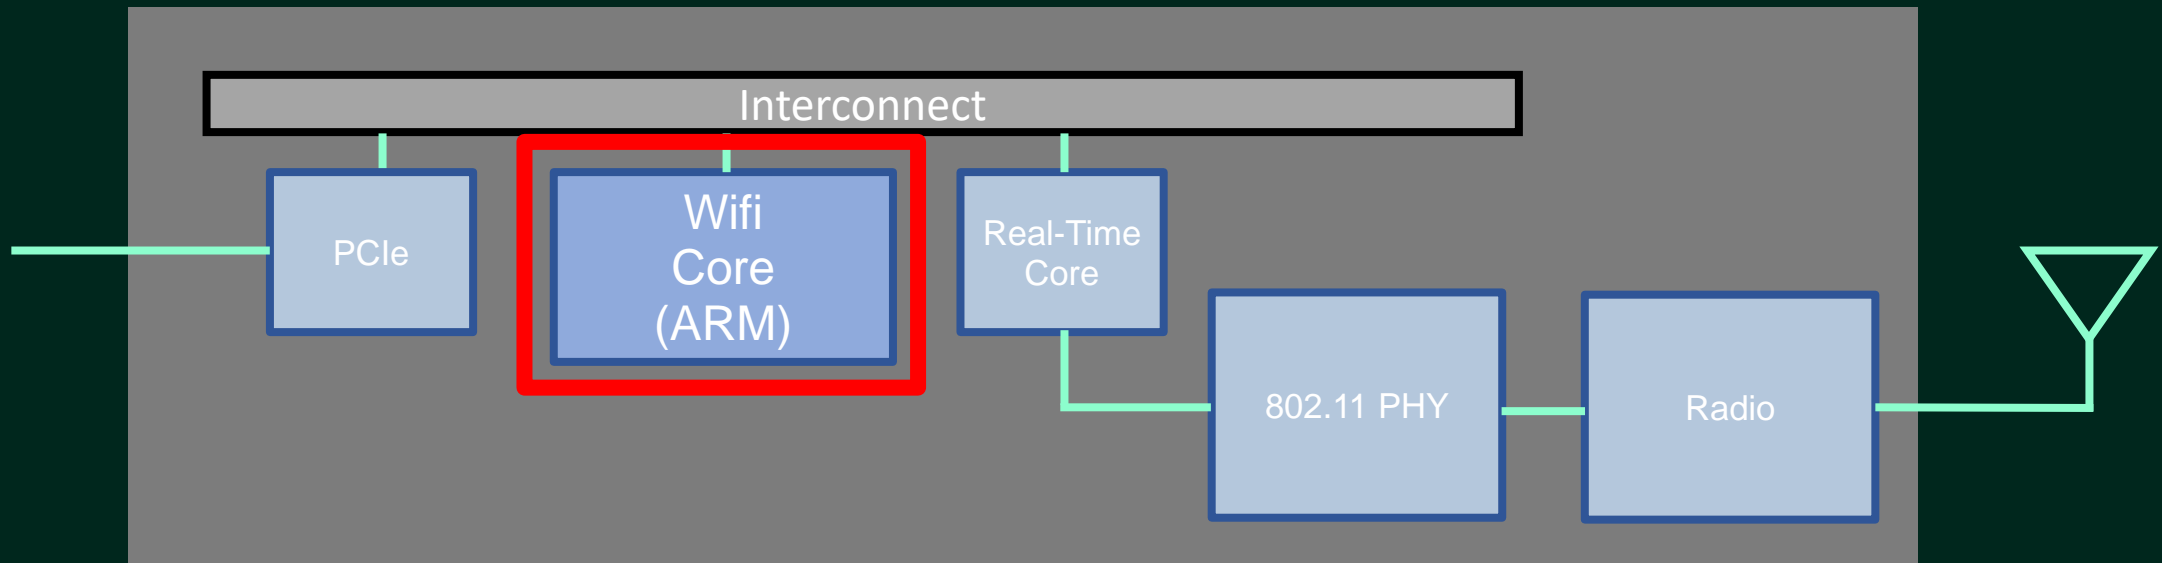 Interconnect
PCIe
Wifi
Core
(ARM)
Real-Time
Core
802.11 PHY
Radio